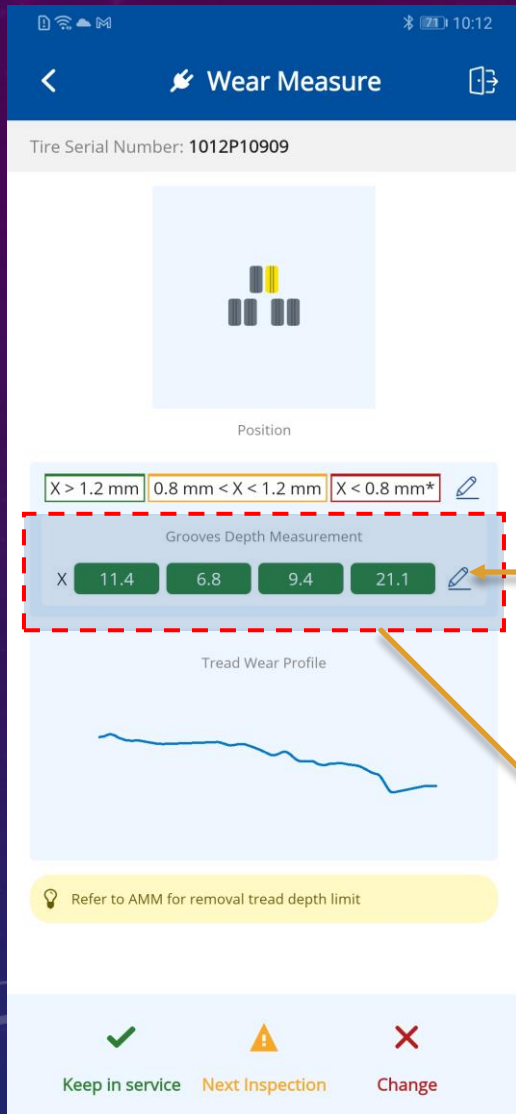 71 10:12
Wear Measure
Tire Serial Number: 1012P10909
Position
X > 1.2 mm 0.8 mm < X < 1.2 mm X < 0.8 mm*
Grooves Depth Measurement
X 11.4 6.8 9.4 21.1
Tread Wear Profile
Refer to AMM for removal tread depth limit
Keep in service Next Inspection Change